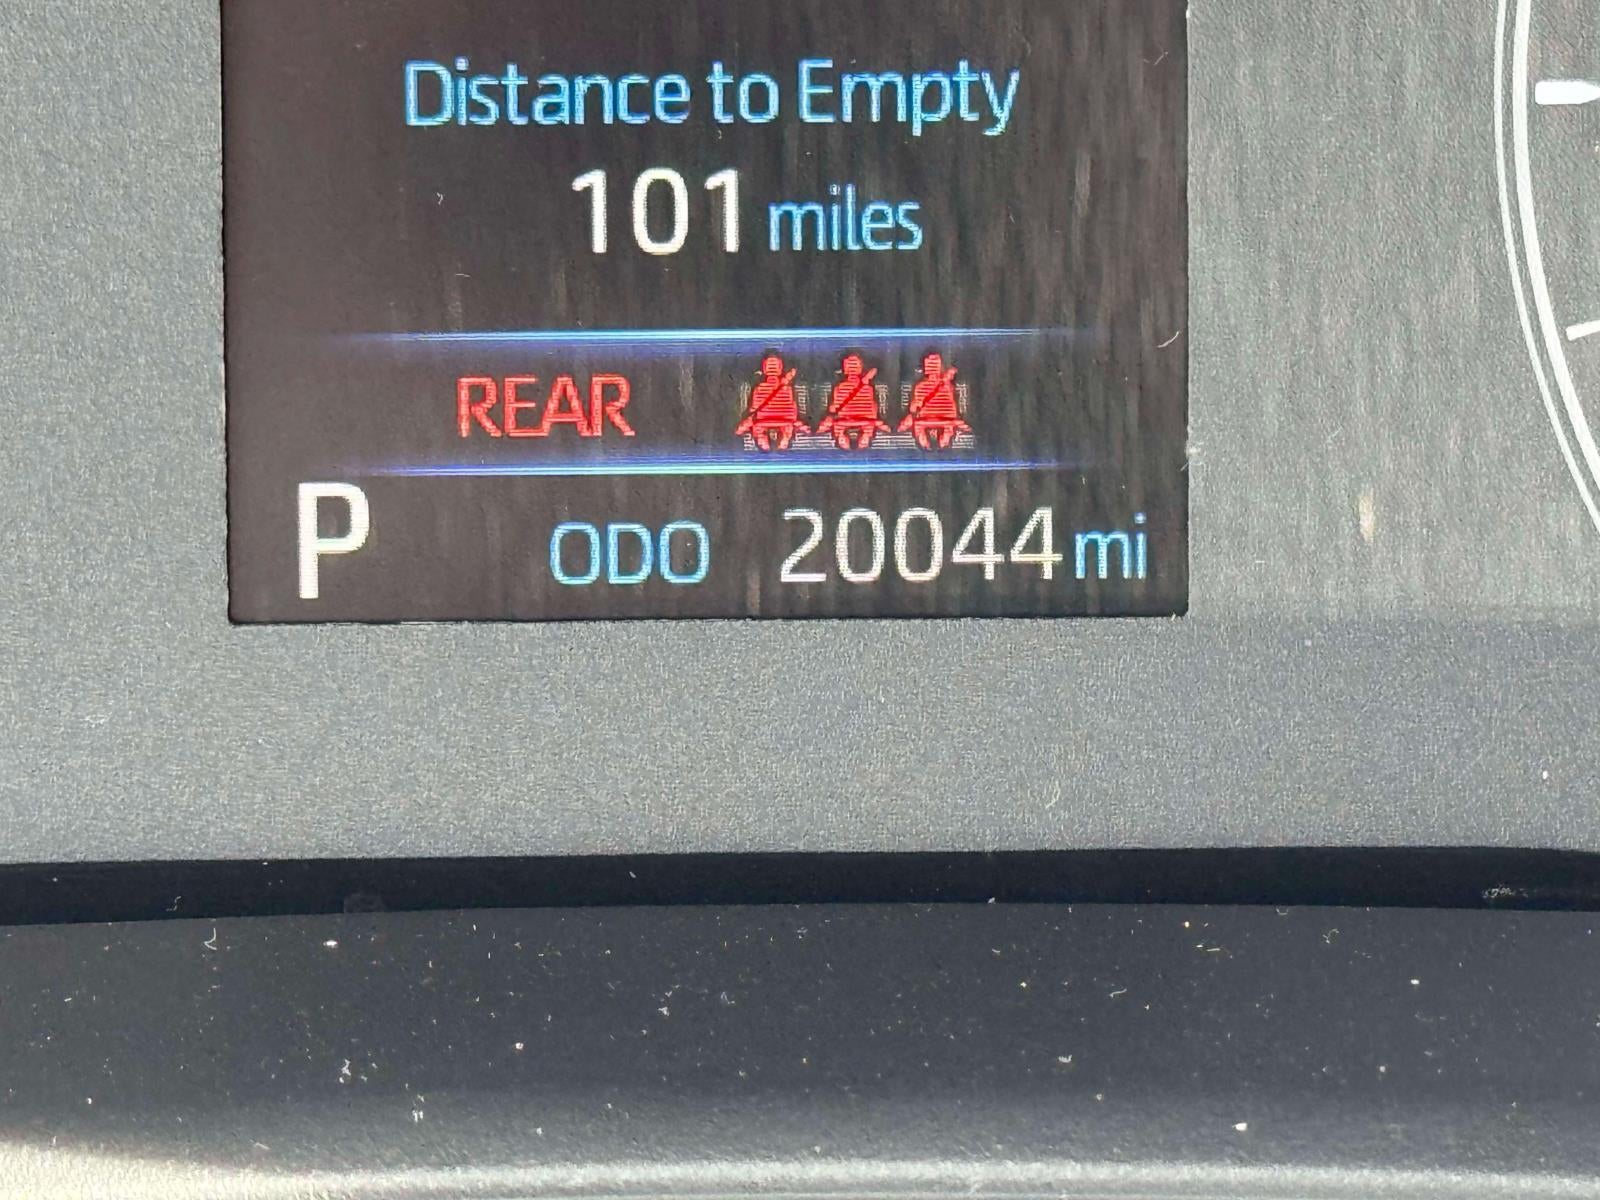 Distance to Empty
101 miles
REAR
P ODO 20044 mi